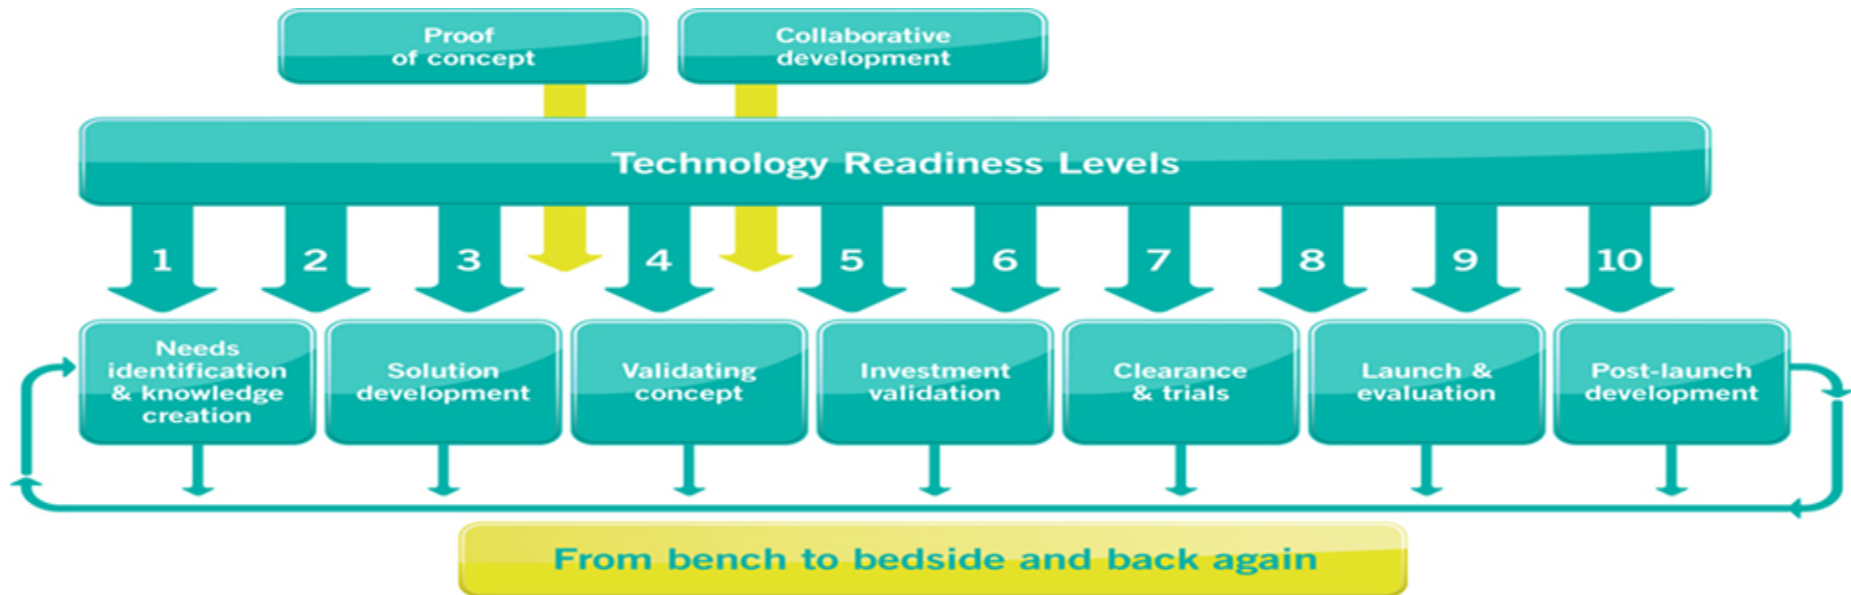 Proof
of concept
Collaborative
development
Technology Readiness Levels
1 2 3 4 5 6 7 8 9 10
Needs
identification
& knowledge
creation
Solution
development
Validating
concept
Investment
validation
Clearance
& trials
Launch &
evaluation
Post-launch
development
From bench to bedside and back again